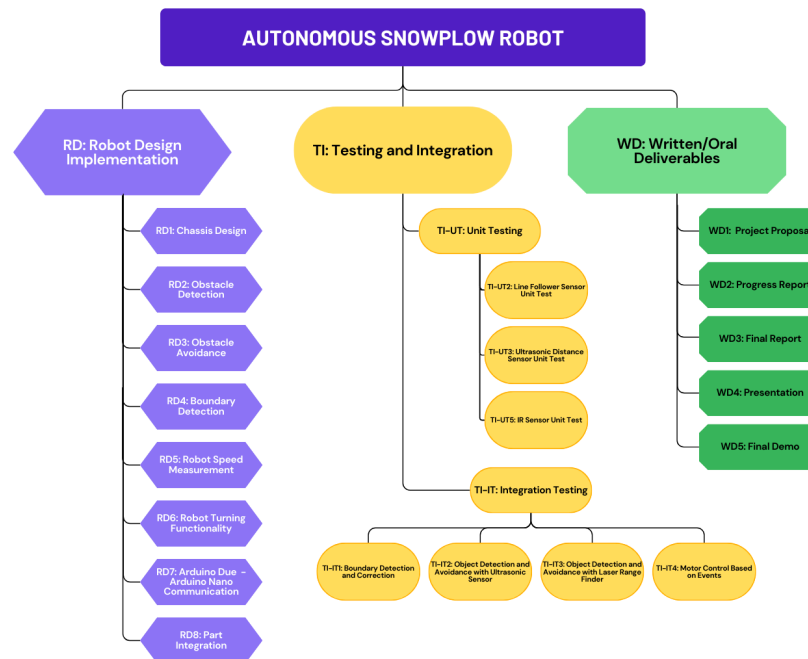 AUTONOMOUS SNOWPLOW ROBOT
RD: Robot Design
Implementation
TI: Testing and Integration
WD: Written/Oral
Deliverables
RD1: Chassis Design
RD2: Obstacle
Detection
RD3: Obstacle
Avoidance
RD4: Boundary
Detection
RD5: Robot Speed
Measurement
RD6: Robot Turning
Functionality
RD7: Arduino Due -
Arduino Nano
Communication
RD8: Part
Integration
TI-UT: Unit Testing
TI-UT2: Line Follower Sensor
Unit Test
TI-UT3: Ultrasonic Distance
Sensor Unit Test
TI-UT5: IR Sensor Unit Test
TI-IT: Integration Testing
TI-IT1: Boundary Detection
and Correction
TI-IT2: Object Detection and
Avoidance with Ultrasonic
Sensor
TI-IT3: Object Detection and
Avoidance with Laser Range
Finder
TI-IT4: Motor Control Based
on Events
WD1: Project Proposa
WD2: Progress Report
WD3: Final Report
WD4: Presentation
WD5: Final Demo